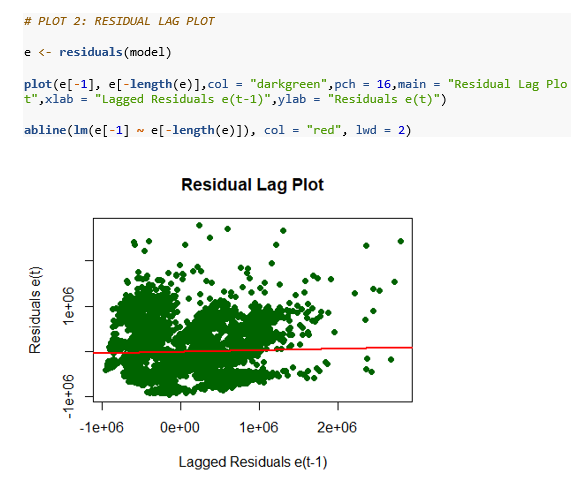 # PLOT 2: RESIDUAL LAG PLOT
e <- residuals(model)
plot(e[-1], e[-length(e)],col = "darkgreen",pch = 16,main = "Residual Lag Plo
t",xlab = "Lagged Residuals e(t-1)",ylab = "Residuals e(t)")
abline(lm(e[-1] ~ e[-length(e)]), col = "red", lwd = 2)
Residual Lag Plot
Residuals e(t)
1e+06
-1e+06
-1e+06 0e+00 1e+06 2e+06
Lagged Residuals e(t-1)